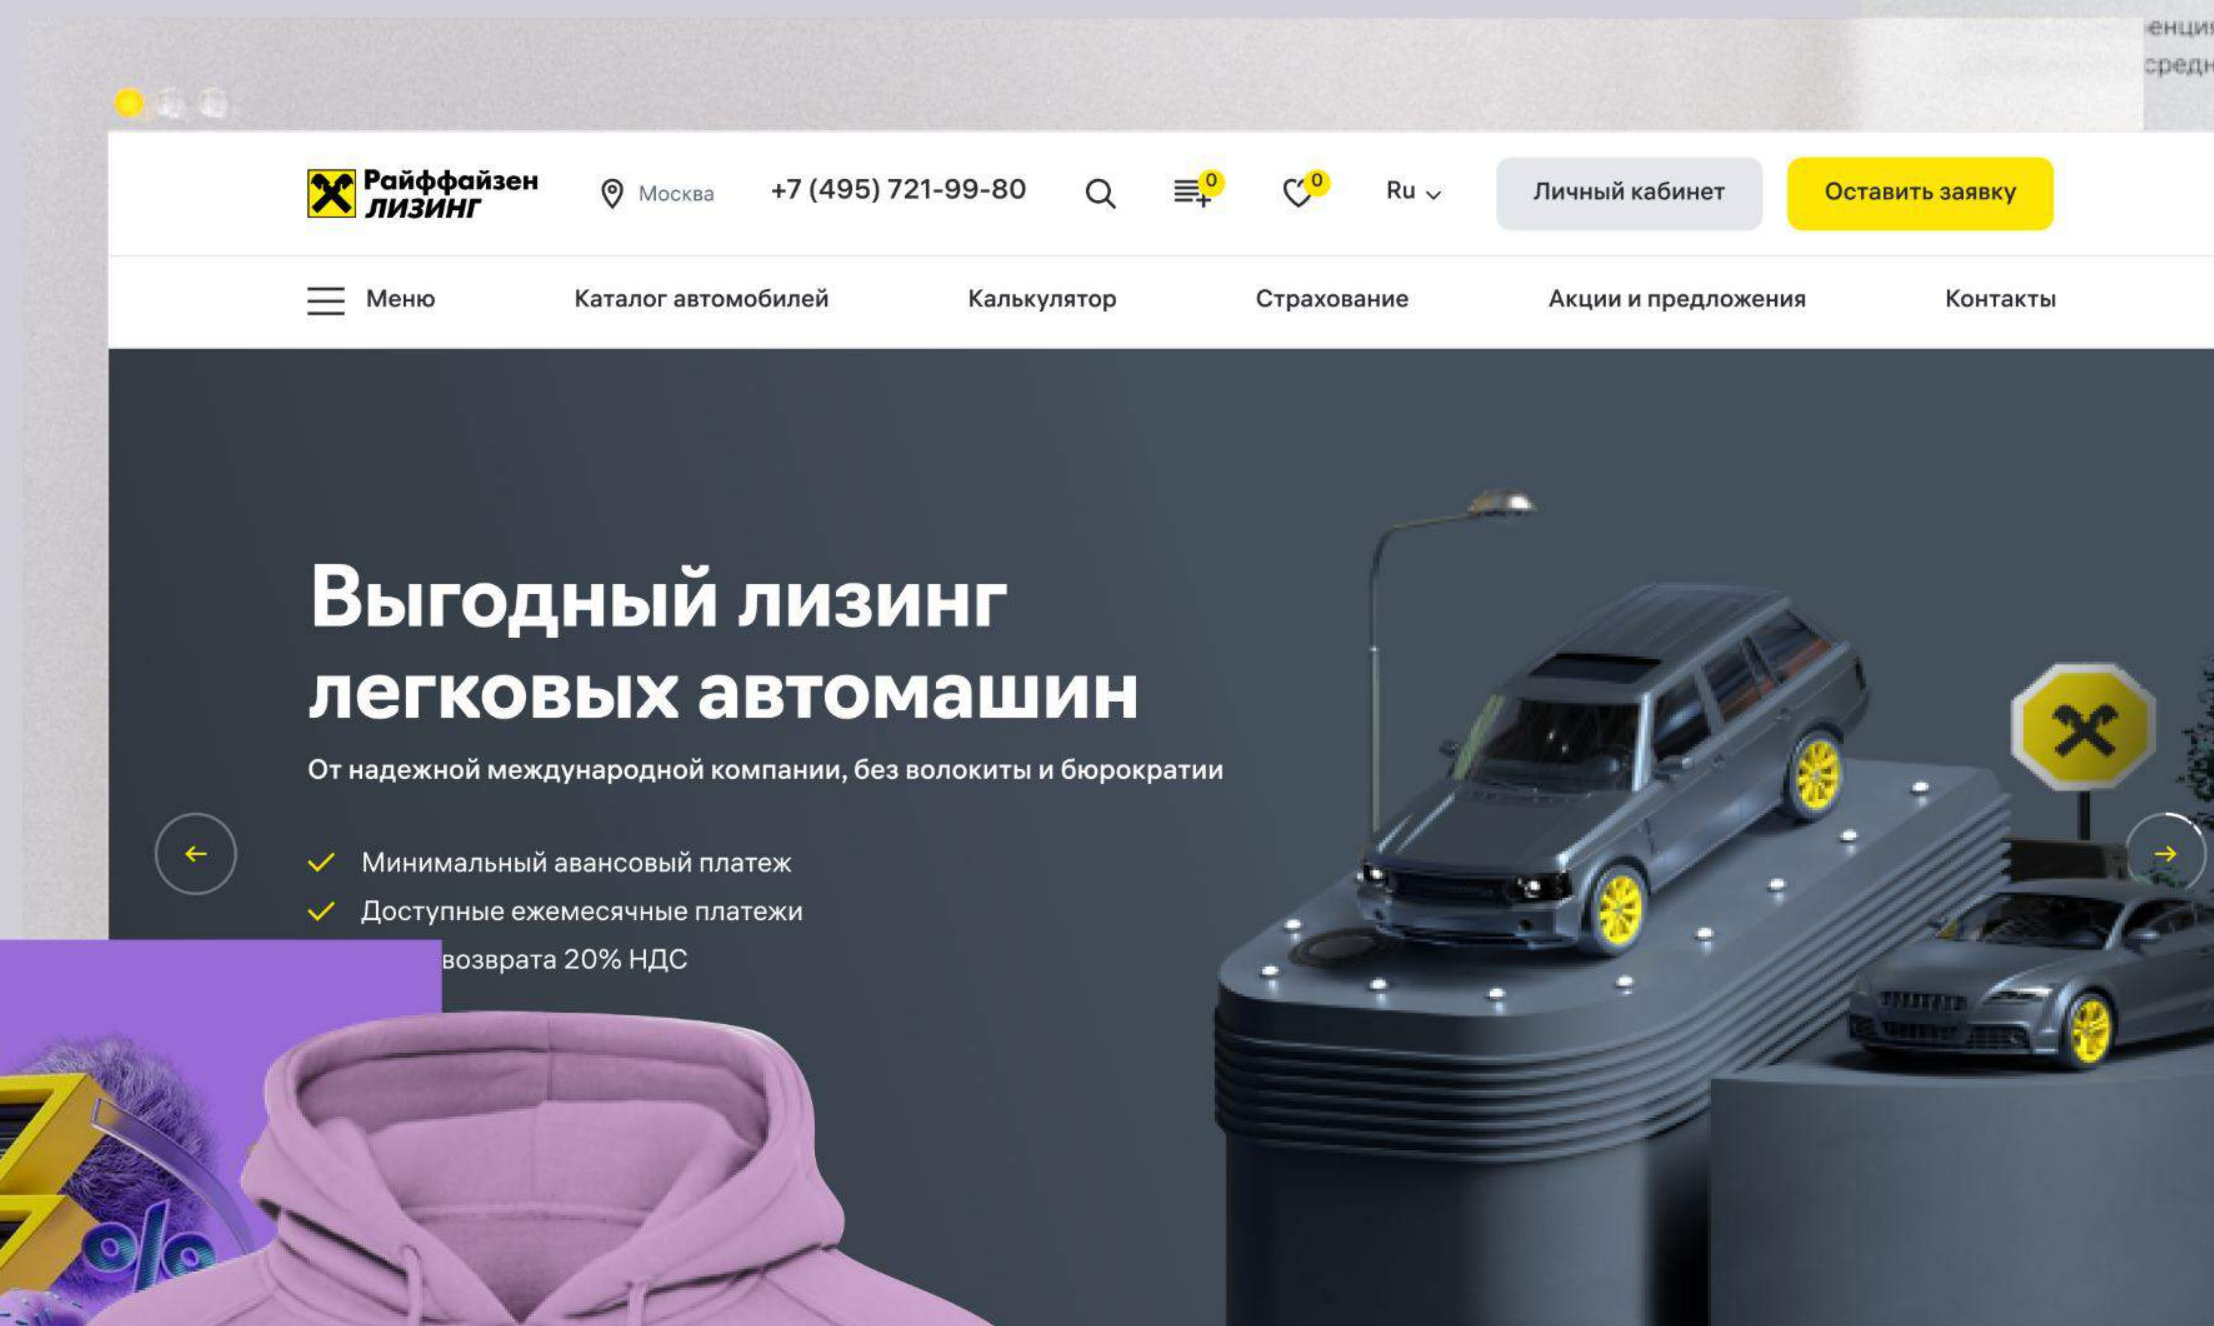 енция
средн
Райффайзен
ЛИЗИНГ
Москва
+7 (495) 721-99-80
0
0
Ru
Личный кабинет
Оставить заявку
Меню
Каталог автомобилей
Калькулятор
Страхование
Акции и предложения
Контакты
Выгодный лизинг
легковых автомашин
От надежной международной компании, без волокиты и бюрократии
Минимальный авансовый платеж
Доступные ежемесячные платежи
возврата 20% НДС
%